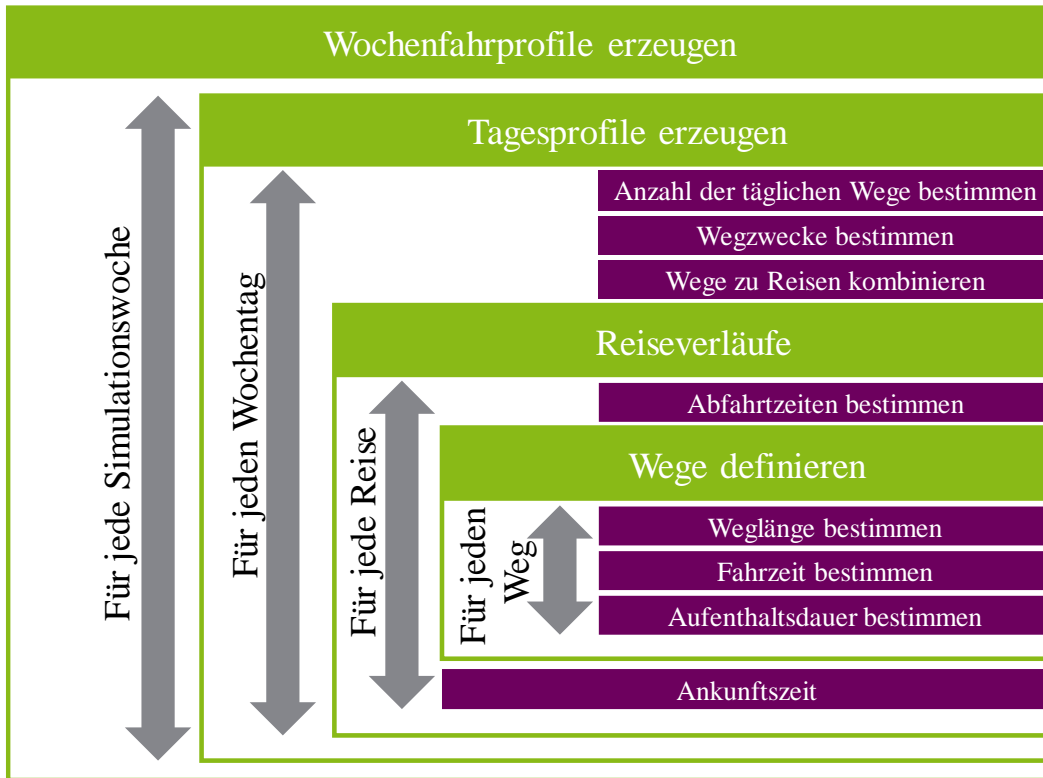 Wochenfahrprofile erzeugen
Für jede Simulationswoche
Tagesprofile erzeugen
Für jeden Wochentag
Anzahl der täglichen Wege bestimmen
Wegzwecke bestimmen
Wege zu Reisen kombinieren
Reiseverläufe
Für jede Reise
Abfahrtzeiten bestimmen
Wege definieren
Für jeden
Weg
Weglänge bestimmen
Fahrzeit bestimmen
Aufenthaltsdauer bestimmen
Ankunftszeit